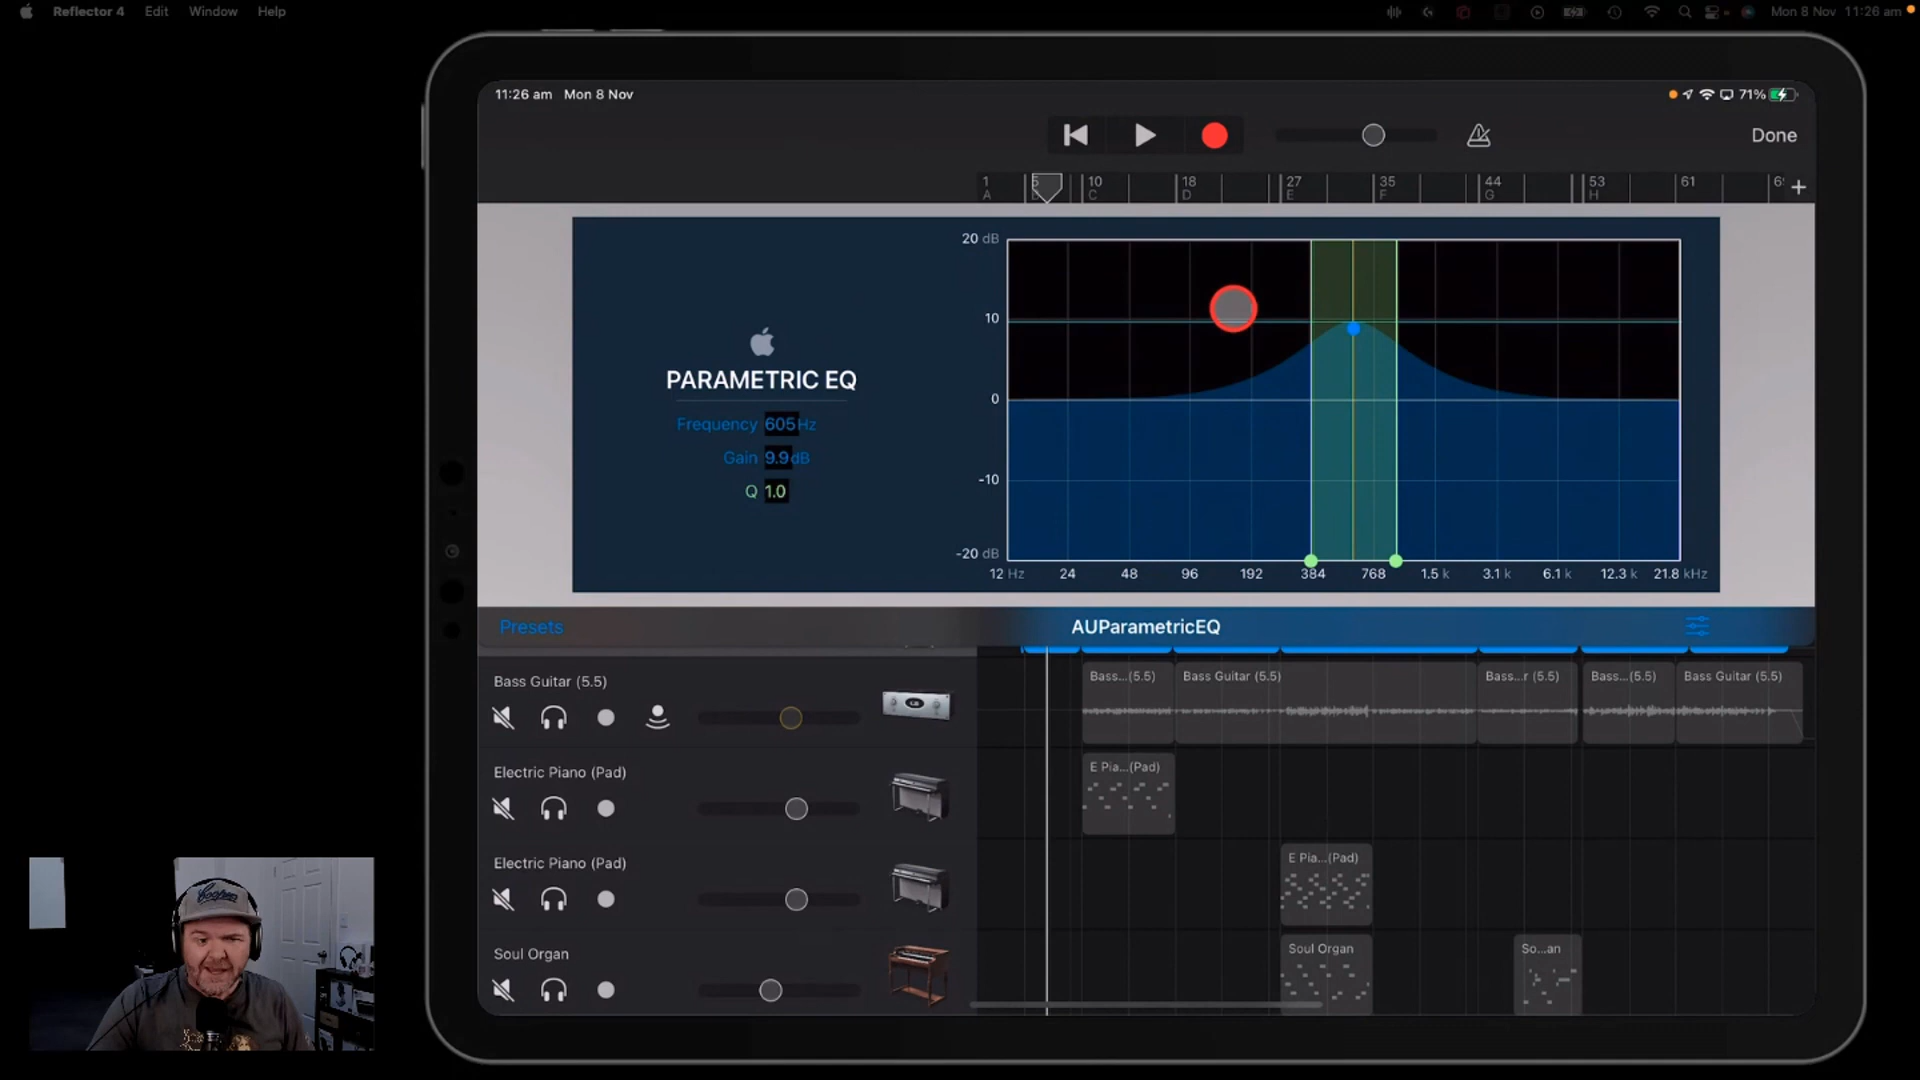 Reflector 4 Edit Window Help
Mon 8 Nov 11:26 am
11:26 am Mon 8 Nov
71%
Done
1 5 10 18 27 35 44 53 61
A C D E F G H
PARAMETRIC EQ
Frequency 605 Hz
Gain 9.9 dB
Q 1.0
20 dB
10
0
-10
-20 dB
12 Hz 24 48 96 192 384 768 1.5 k 3.1 k 6.1 k 12.3 k 21.8 kHz
Presets
AUParametricEQ
Bass Guitar (5.5)
Bass...(5.5) Bass Guitar (5.5) Bass...r (5.5) Bass...(5.5) Bass Guitar (5.5)
Electric Piano (Pad)
E Pia...(Pad)
Electric Piano (Pad)
E Pia...(Pad)
Soul Organ
Soul Organ So...an